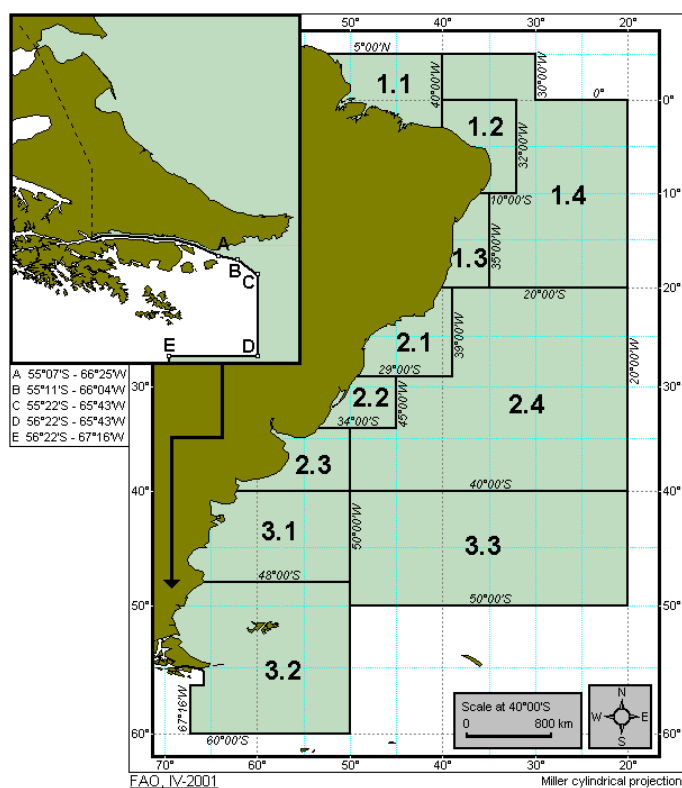 50° 40° 30° 20° 10°
5°00'N
40°00'W
30°00'W
0°
0°
1.1
1.2
32°00'W
10°00'S
10°
1.4
1.3
35°00'W
20°00'S
20°
A
B
C
D
E
2.1
39°00'W
29°00'S
20°00'W
A 55°07'S - 66°25'W
B 55°11'S - 66°04'W
C 55°22'S - 65°43'W
D 56°22'S - 65°43'W
E 56°22'S - 67°16'W
30°
30°
2.2
45°00'W
34°00'S
2.4
2.3
40°00'S
40°
40°
3.1
50°00'W
3.3
48°00'S
50°00'S
50°
50°
3.2
67°16'W
60°00'S
60°
60°
Scale at 40°00'S
0 800 km
N
W E
S
70° 60° 50° 40° 30° 20°
FAO, IV-2001
Miller cylindrical projection